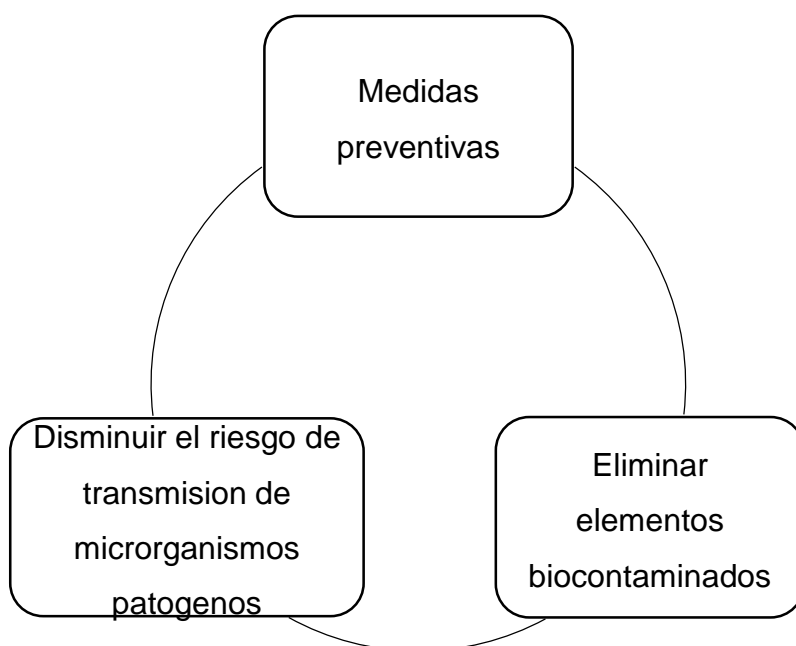 Medidas
preventivas
Disminuir el riesgo de
transmision de
microrganismos
patogenos
Eliminar
elementos
biocontaminados